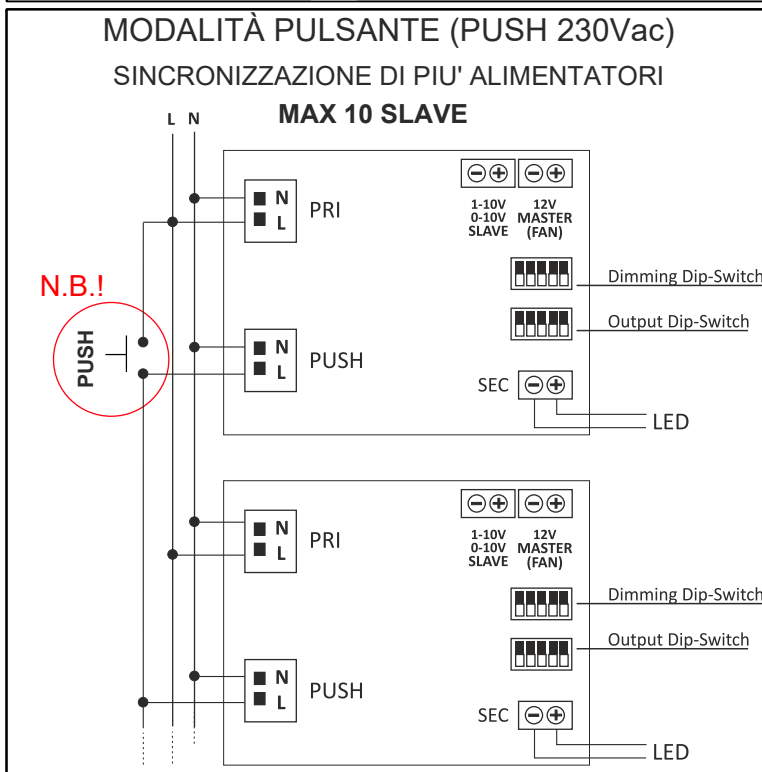 MODALITÀ PULSANTE (PUSH 230Vac)
SINCRONIZZAZIONE DI PIU' ALIMENTATORI
MAX 10 SLAVE
L N
N
L
PRI
1-10V
0-10V
SLAVE
12V
MASTER
(FAN)
Dimming Dip-Switch
N.B.!
PUSH
Output Dip-Switch
N
L
PUSH
SEC
LED
N
L
PRI
1-10V
0-10V
SLAVE
12V
MASTER
(FAN)
Dimming Dip-Switch
Output Dip-Switch
N
L
PUSH
SEC
LED